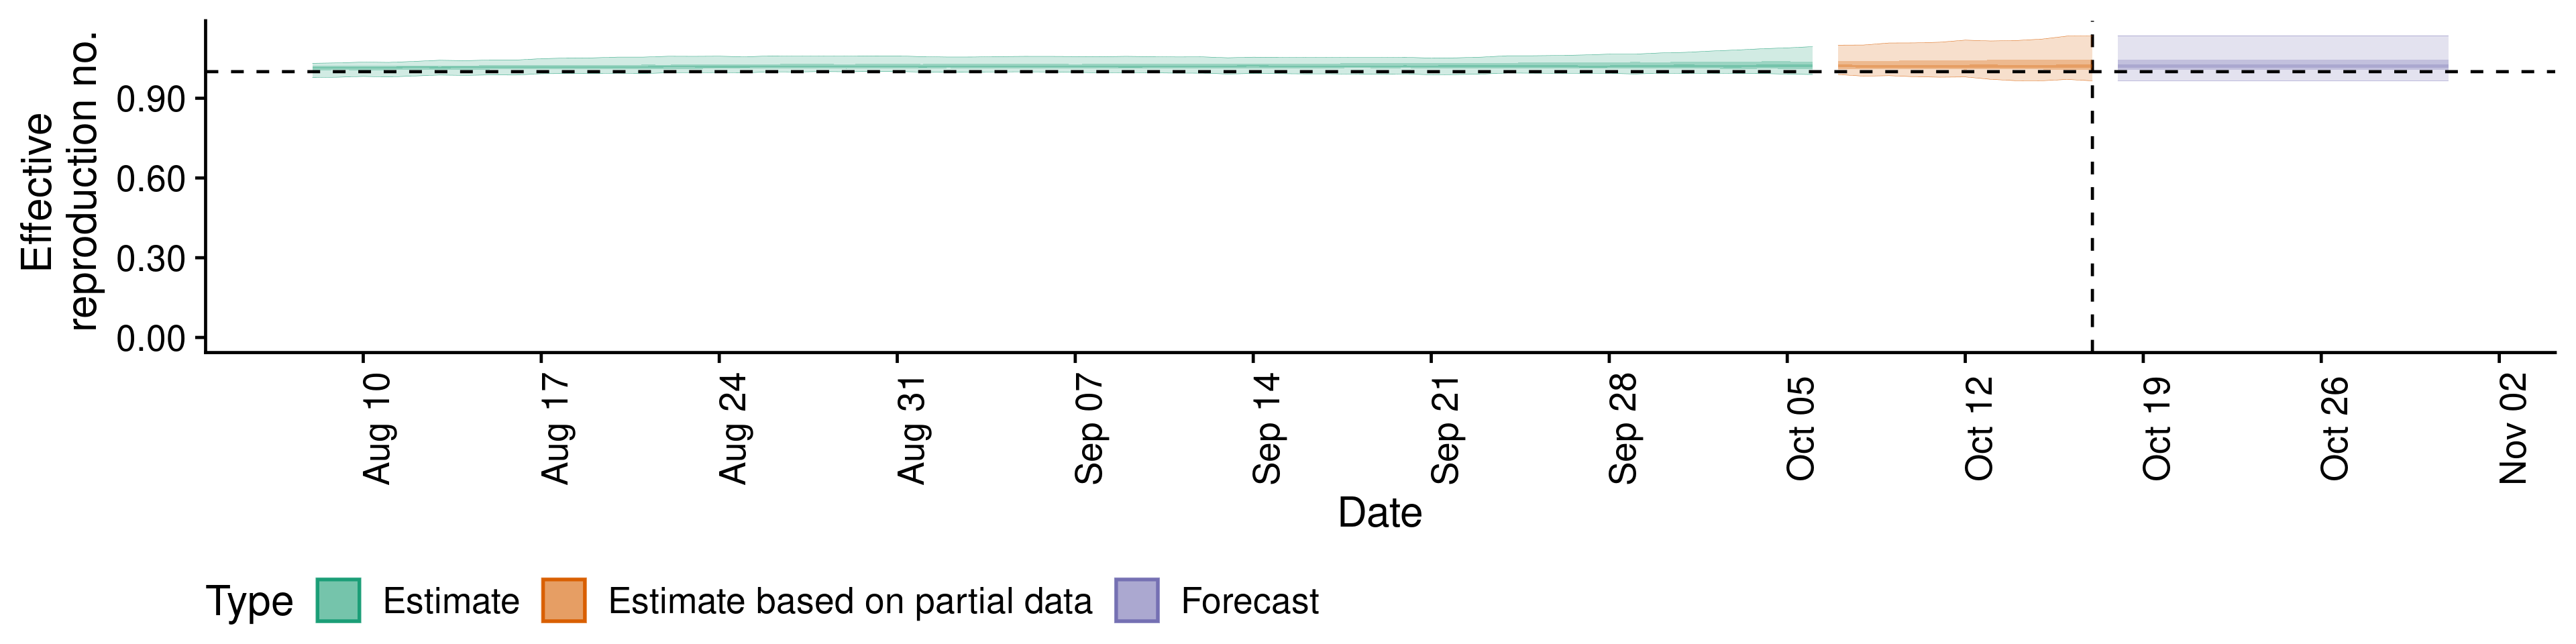 Effective
reproduction no.
0.90
0.60
0.30
0.00
Aug 10
Aug 17
Aug 24
Aug 31
Sep 07
Sep 14
Sep 21
Sep 28
Oct 05
Oct 12
Oct 19
Oct 26
Nov 02
Date
Type Estimate Estimate based on partial data Forecast